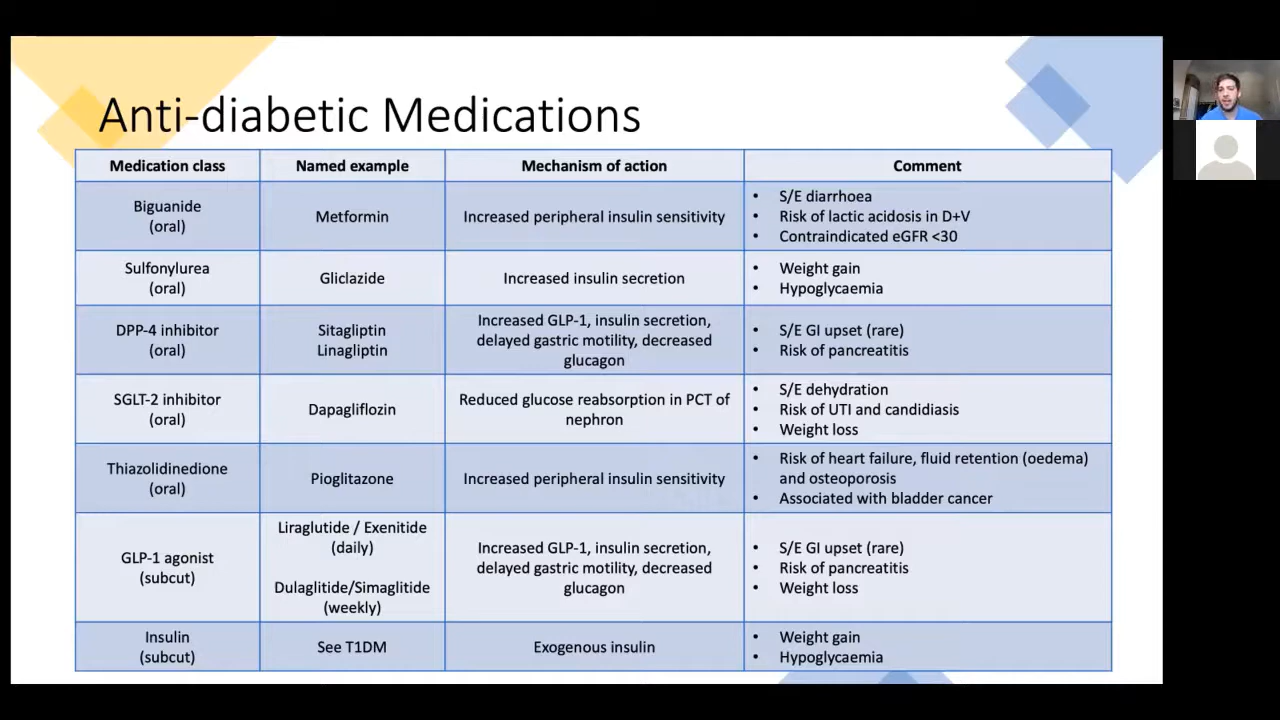 Anti-diabetic Medications
Medication class
Named example
Mechanism of action
Comment
Biguanide
(oral)
Metformin
Increased peripheral insulin sensitivity
• S/E diarrhoea
• Risk of lactic acidosis in D+V
• Contraindicated eGFR <30
Sulfonylurea
(oral)
Gliclazide
Increased insulin secretion
• Weight gain
• Hypoglycaemia
DPP-4 inhibitor
(oral)
Sitagliptin
Linagliptin
Increased GLP-1, insulin secretion,
delayed gastric motility, decreased
glucagon
• S/E GI upset (rare)
• Risk of pancreatitis
SGLT-2 inhibitor
(oral)
Dapagliflozin
Reduced glucose reabsorption in PCT of
nephron
• S/E dehydration
• Risk of UTI and candidiasis
• Weight loss
Thiazolidinedione
(oral)
Pioglitazone
Increased peripheral insulin sensitivity
• Risk of heart failure, fluid retention (oedema)
and osteoporosis
• Associated with bladder cancer
GLP-1 agonist
(subcut)
Liraglutide / Exenitide
(daily)
Dulaglitide/Simaglitide
(weekly)
Increased GLP-1, insulin secretion,
delayed gastric motility, decreased
glucagon
• S/E GI upset (rare)
• Risk of pancreatitis
• Weight loss
Insulin
(subcut)
See T1DM
Exogenous insulin
• Weight gain
• Hypoglycaemia